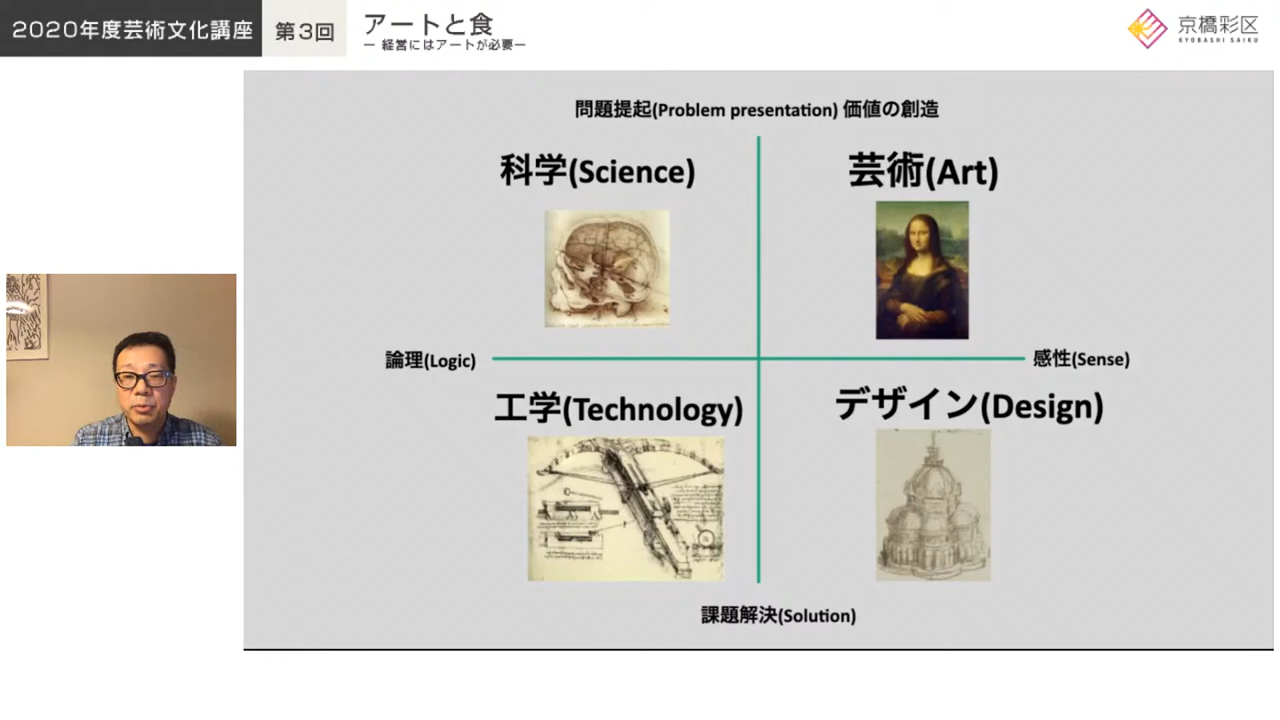 2020年度芸術文化講座
第3回
アートと食
ー 経営にはアートが必要ー
京橋彩区
KYOBASHI SAIKU
問題提起(Problem presentation) 価値の創造
科学(Science)
芸術(Art)
論理(Logic)
感性(Sense)
工学(Technology)
デザイン(Design)
課題解決(Solution)